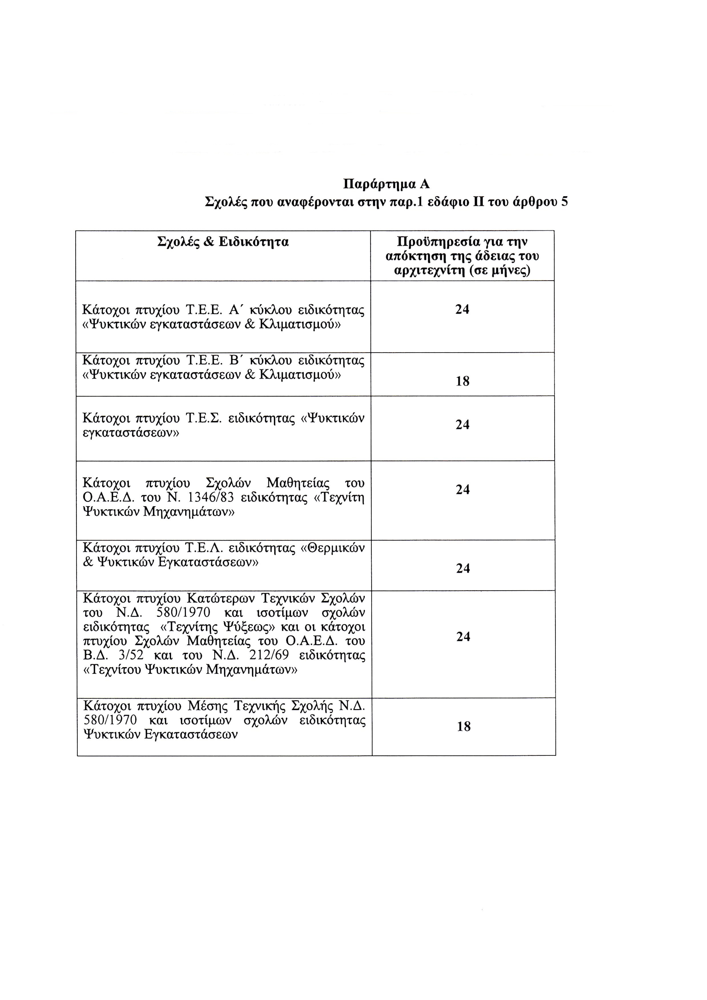 Παράρτημα Α
Σχολές που αναφέρονται στην παρ.1 εδάφιο ΙΙ του άρθρου 5
Σχολές & Ειδικότητα
Προϋπηρεσία για την
απόκτηση της άδειας του
αρχιτεχνίτη (σε μήνες)
Κάτοχοι πτυχίου Τ.Ε.Ε. Α΄ κύκλου ειδικότητας
«Ψυκτικών εγκαταστάσεων & Κλιματισμού»
24
Κάτοχοι πτυχίου Τ.Ε.Ε. Β΄ κύκλου ειδικότητας
«Ψυκτικών εγκαταστάσεων & Κλιματισμού»
18
Κάτοχοι πτυχίου Τ.Ε.Σ. ειδικότητας «Ψυκτικών
εγκαταστάσεων»
24
Κάτοχοι πτυχίου Σχολών Μαθητείας του
Ο.Α.Ε.Δ. του Ν. 1346/83 ειδικότητας «Τεχνίτη
Ψυκτικών Μηχανημάτων»
24
Κάτοχοι πτυχίου Τ.Ε.Λ. ειδικότητας «Θερμικών
& Ψυκτικών Εγκαταστάσεων»
24
Κάτοχοι πτυχίου Κατώτερων Τεχνικών Σχολών
του Ν.Δ. 580/1970 και ισοτίμων σχολών
ειδικότητας «Τεχνίτης Ψύξεως» και οι κάτοχοι
πτυχίου Σχολών Μαθητείας του Ο.Α.Ε.Δ. του
Β.Δ. 3/52 και του Ν.Δ. 212/69 ειδικότητας
«Τεχνίτου Ψυκτικών Μηχανημάτων»
24
Κάτοχοι πτυχίου Μέσης Τεχνικής Σχολής Ν.Δ.
580/1970 και ισοτίμων σχολών ειδικότητας
Ψυκτικών Εγκαταστάσεων
18